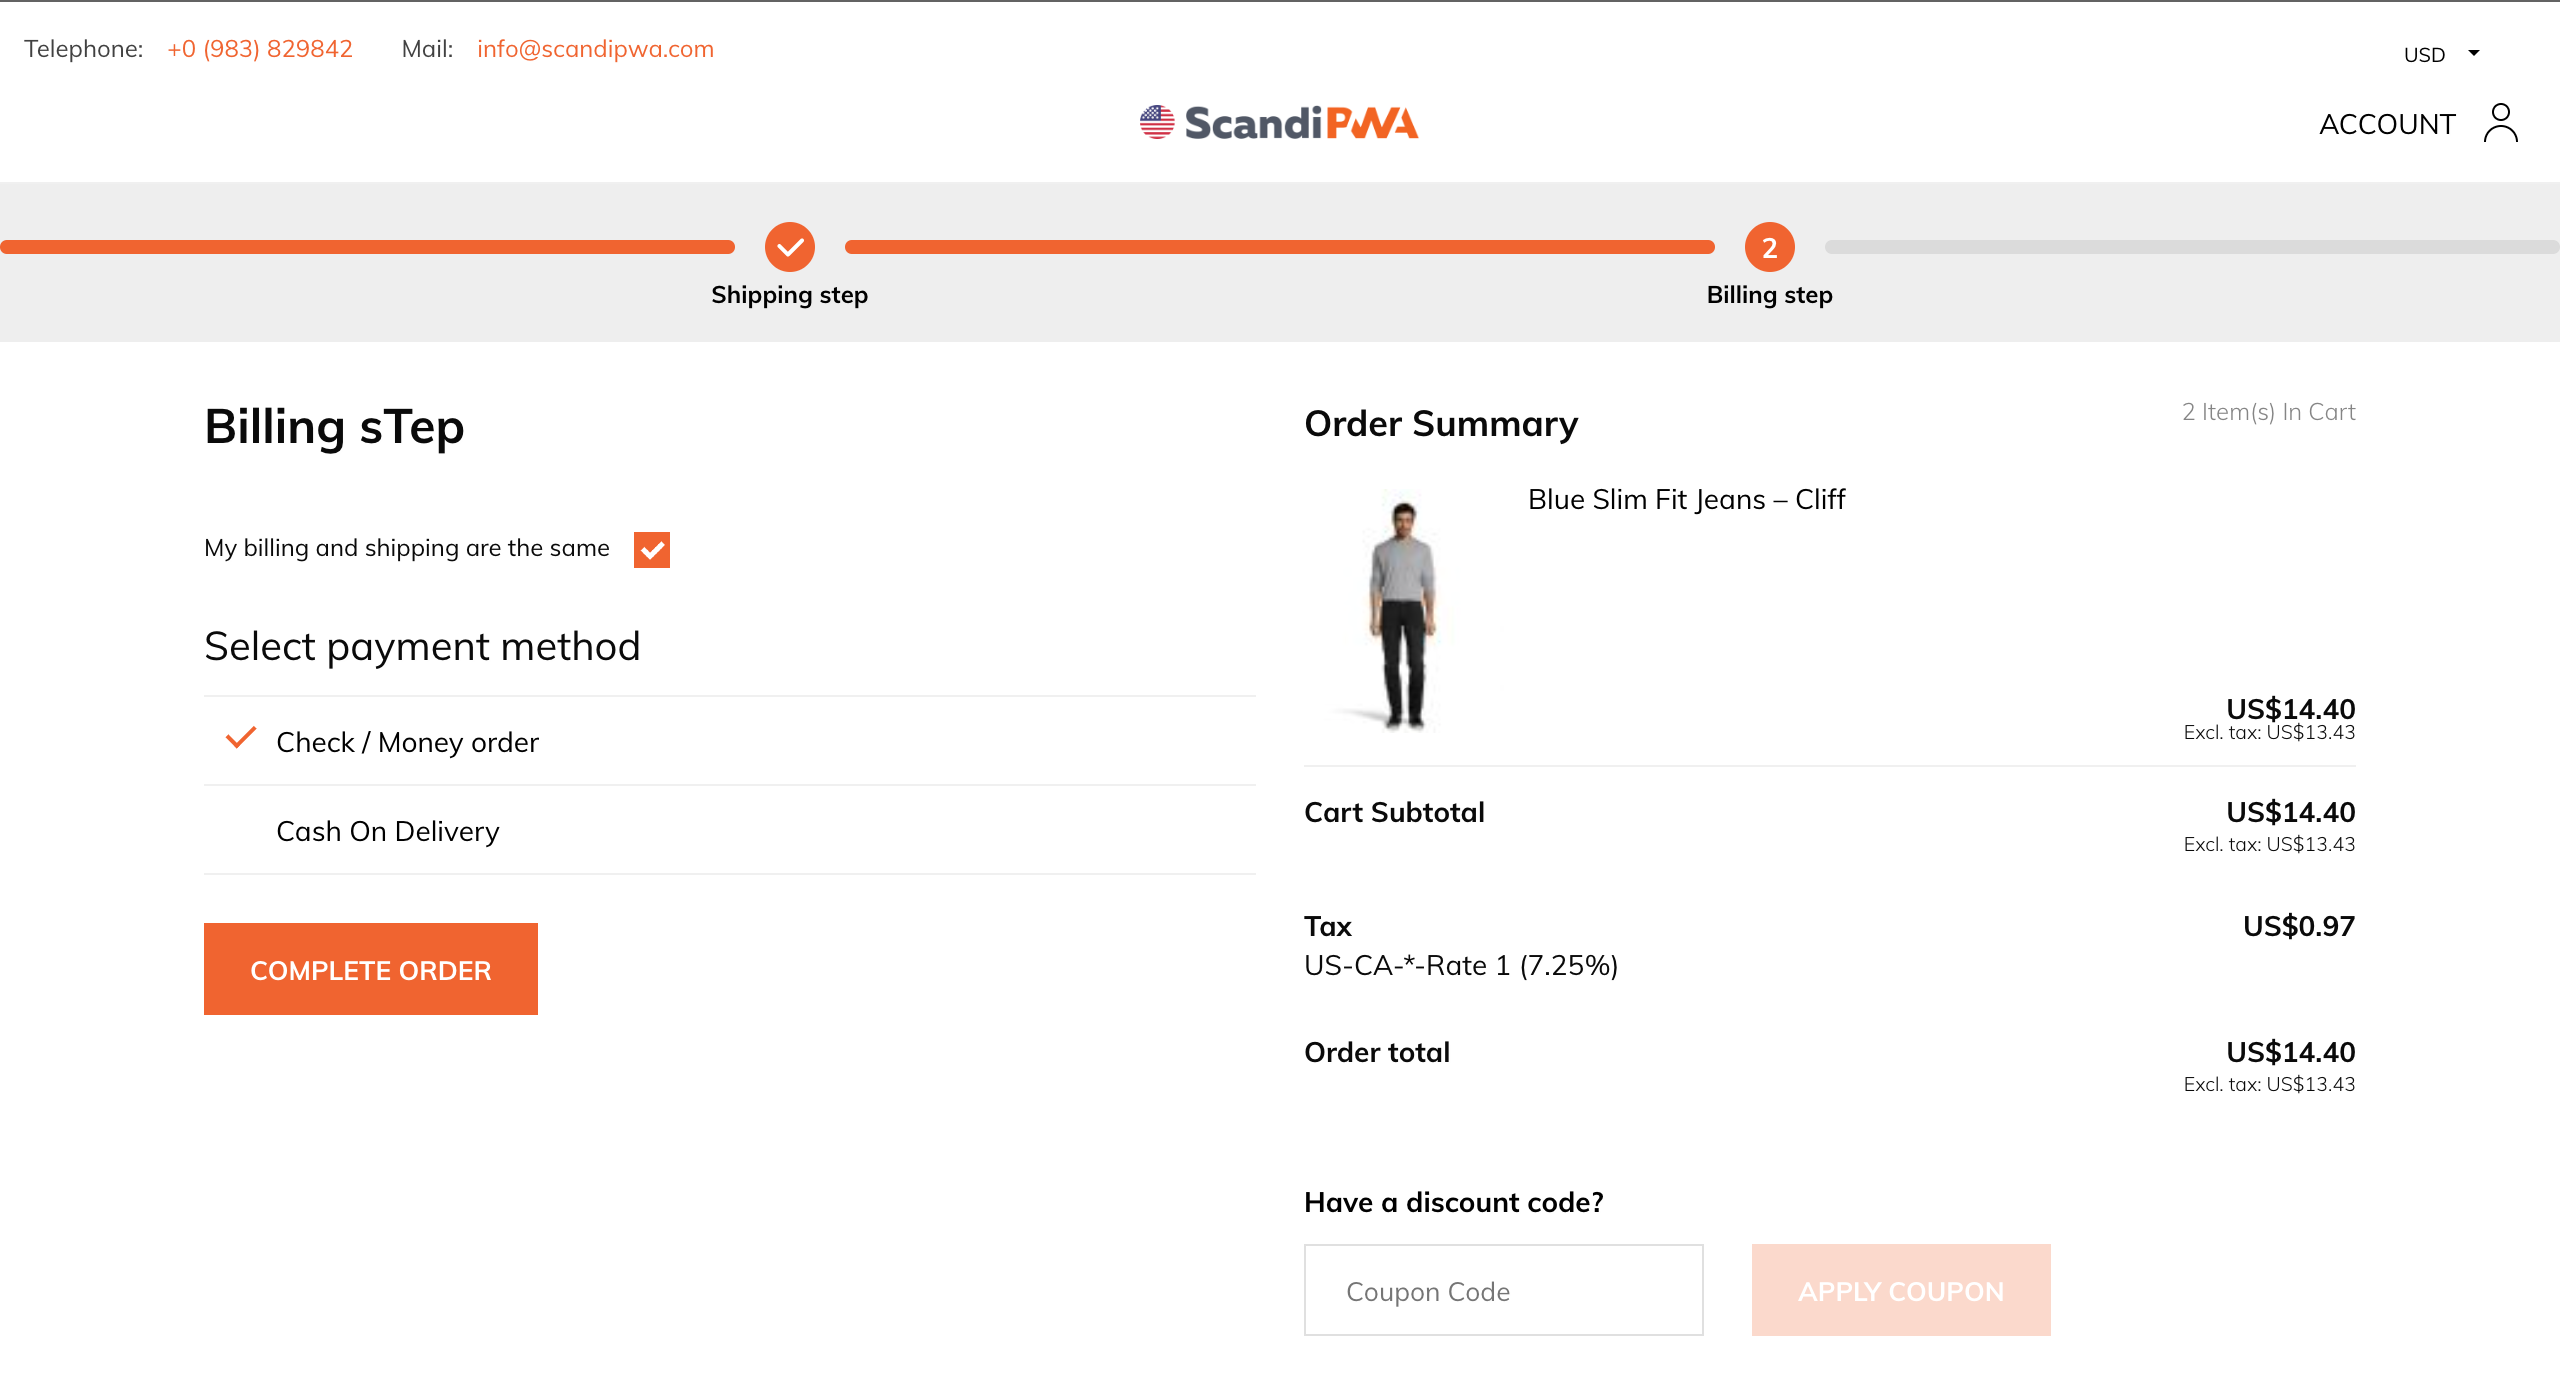 Telephone: +0 (983) 829842 Mail: info@scandipwa.com
USD
ScandiPWA
ACCOUNT
2
Shipping step
Billing step
Billing sTep
My billing and shipping are the same
Select payment method
Check / Money order
Cash On Delivery
COMPLETE ORDER
Order Summary
2 Item(s) In Cart
Blue Slim Fit Jeans – Cliff
US$14.40
Excl. tax: US$13.43
Cart Subtotal US$14.40
Excl. tax: US$13.43
Tax US$0.97
US-CA-*-Rate 1 (7.25%)
Order total US$14.40
Excl. tax: US$13.43
Have a discount code?
Coupon Code
APPLY COUPON